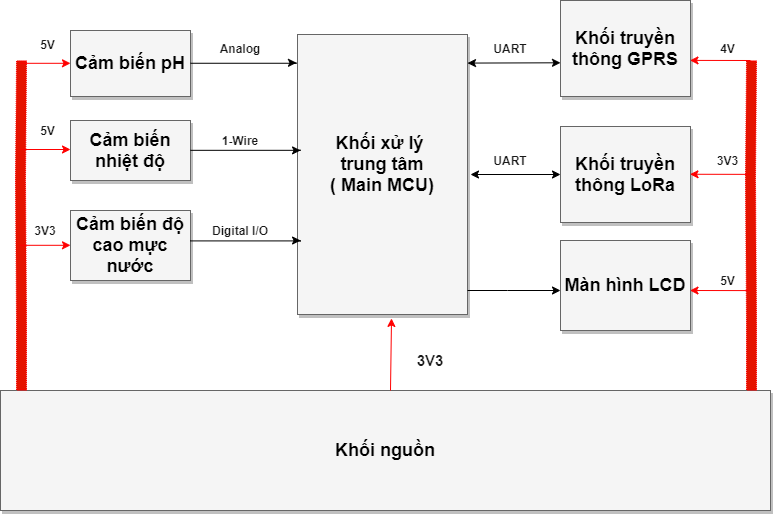 5V
Cảm biến pH
Analog
5V
Cảm biến
nhiệt độ
1-Wire
3V3
Cảm biến độ
cao mực
nước
Digital I/O
Khối xử lý
trung tâm
( Main MCU)
UART
Khối truyền
thông GPRS
4V
UART
Khối truyền
thông LoRa
3V3
Màn hình LCD
5V
3V3
Khối nguồn